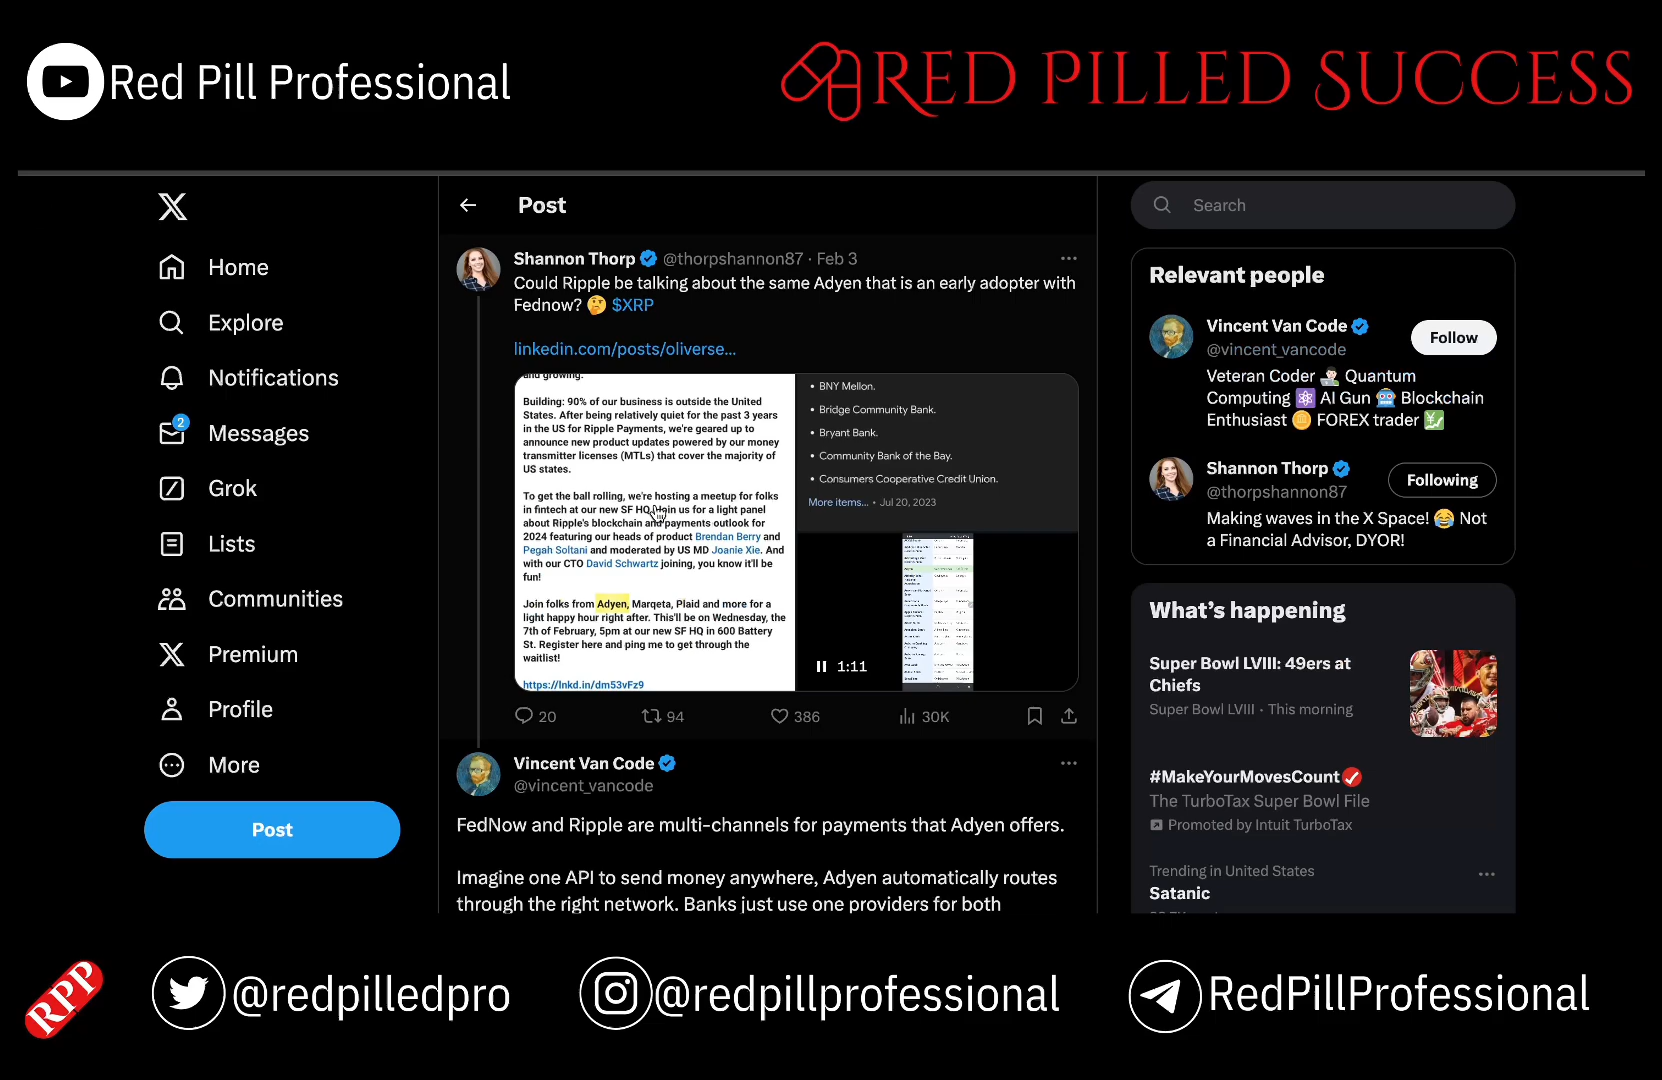 Red Pill Professional
RED PILLED SUCCESS
Home
Explore
Notifications
2
Messages
Grok
Lists
Communities
Premium
Profile
More
Post
Post
Shannon Thorp @thorpshannon87 · Feb 3
Could Ripple be talking about the same Adyen that is an early adopter with
Fednow? 🤔 $XRP
linkedin.com/posts/oliverse...
and growing.
Building: 90% of our business is outside the United
States. After being relatively quiet for the past 3 years
in the US for Ripple Payments, we're geared up to
announce new product updates powered by our money
transmitter licenses (MTLs) that cover the majority of
US states.
To get the ball rolling, we're hosting a meetup for folks
in fintech at our new SF HQ. Join us for a light panel
about Ripple's blockchain and payments outlook for
2024 featuring our heads of product Brendan Berry and
Pegah Soltani and moderated by US MD Joanie Xie. And
with our CTO David Schwartz joining, you know it'll be
fun!
Join folks from Adyen, Marqeta, Plaid and more for a
light happy hour right after. This'll be on Wednesday, the
7th of February, 5pm at our new SF HQ in 600 Battery
St. Register here and ping me to get through the
waitlist!
https://lnkd.in/dm53vFz9
• BNY Mellon.
• Bridge Community Bank.
• Bryant Bank.
• Community Bank of the Bay.
• Consumers Cooperative Credit Union.
More items... • Jul 20, 2023
1:11
20 94 386 30K
Vincent Van Code
@vincent_vancode
FedNow and Ripple are multi-channels for payments that Adyen offers.
Imagine one API to send money anywhere, Adyen automatically routes
through the right network. Banks just use one providers for both
Search
Relevant people
Vincent Van Code
@vincent_vancode
Follow
Veteran Coder 👨🏻‍💻 Quantum
Computing ⚛️ AI Gun 🤖 Blockchain
Enthusiast 🪙 FOREX trader 💹
Shannon Thorp
@thorpshannon87
Following
Making waves in the X Space! 😂 Not
a Financial Advisor, DYOR!
What's happening
Super Bowl LVIII: 49ers at
Chiefs
Super Bowl LVIII · This morning
#MakeYourMovesCount
The TurboTax Super Bowl File
Promoted by Intuit TurboTax
Trending in United States
Satanic
RPP
@redpilledpro
@redpillprofessional
RedPillProfessional